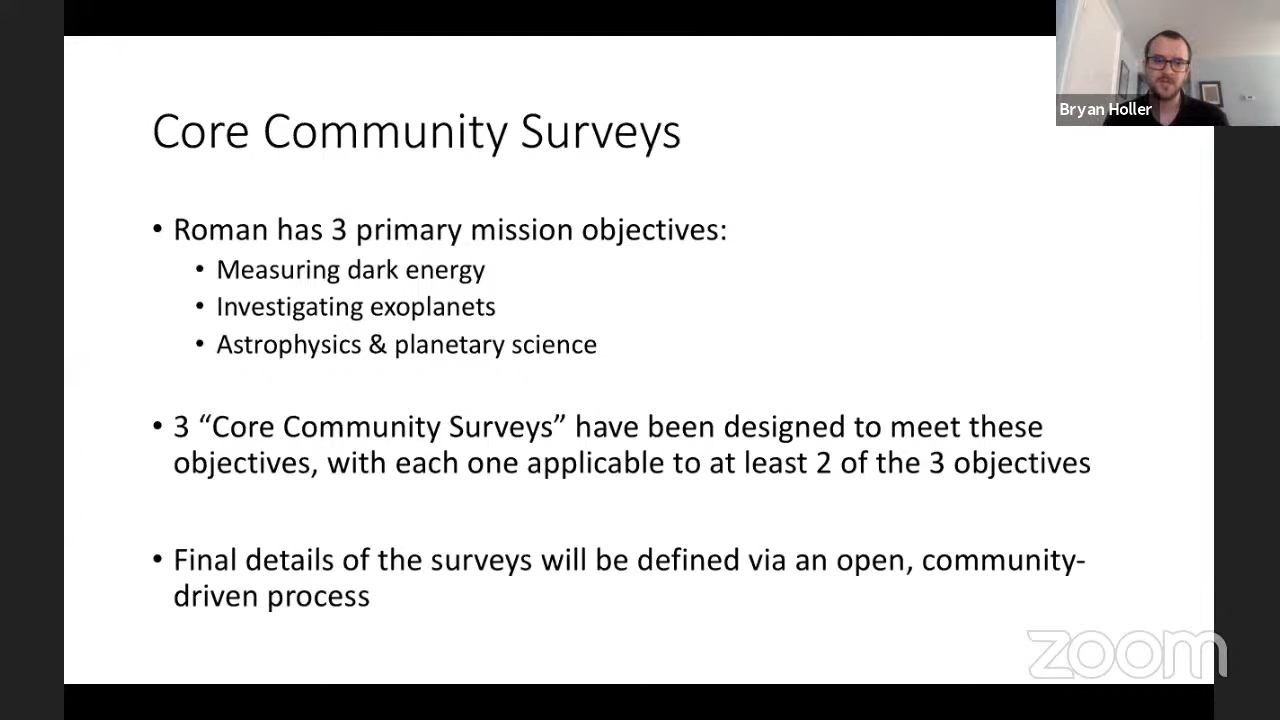 Bryan Holler
Core Community Surveys
• Roman has 3 primary mission objectives:
• Measuring dark energy
• Investigating exoplanets
• Astrophysics & planetary science
• 3 “Core Community Surveys” have been designed to meet these
objectives, with each one applicable to at least 2 of the 3 objectives
• Final details of the surveys will be defined via an open, community-
driven process
zoom